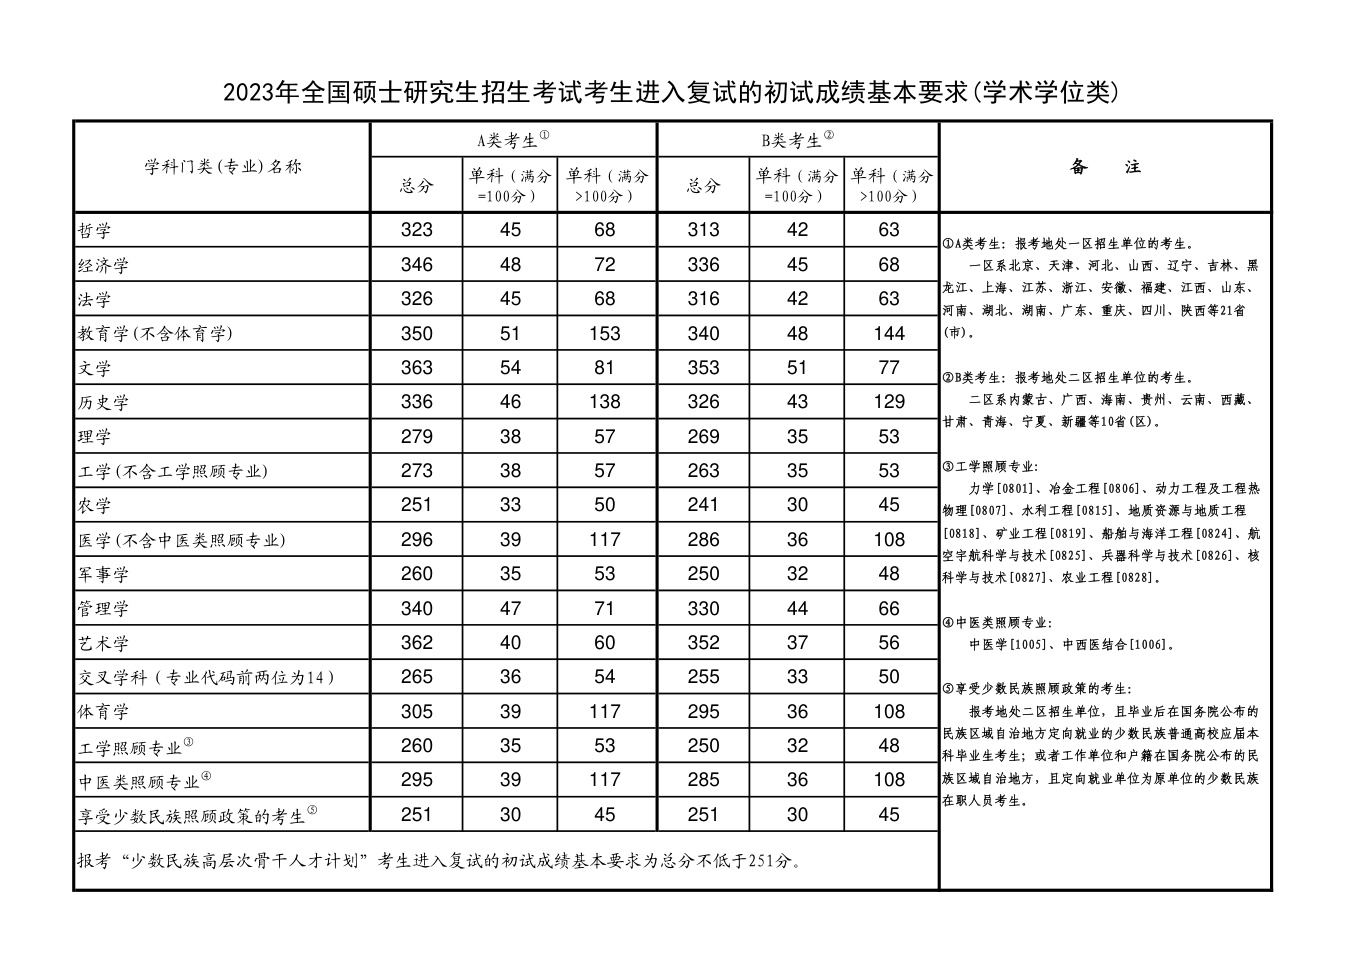 2023年全国硕士研究生招生考试考生进入复试的初试成绩基本要求(学术学位类)
学科门类(专业)名称 A类考生① B类考生② 备 注
总分 单科（满分=100分） 单科（满分>100分） 总分 单科（满分=100分） 单科（满分>100分）
哲学 323 45 68 313 42 63
经济学 346 48 72 336 45 68
法学 326 45 68 316 42 63
教育学(不含体育学) 350 51 153 340 48 144
文学 363 54 81 353 51 77
历史学 336 46 138 326 43 129
理学 279 38 57 269 35 53
工学(不含工学照顾专业) 273 38 57 263 35 53
农学 251 33 50 241 30 45
医学(不含中医类照顾专业) 296 39 117 286 36 108
军事学 260 35 53 250 32 48
管理学 340 47 71 330 44 66
艺术学 362 40 60 352 37 56
交叉学科（专业代码前两位为14） 265 36 54 255 33 50
体育学 305 39 117 295 36 108
工学照顾专业③ 260 35 53 250 32 48
中医类照顾专业④ 295 39 117 285 36 108
享受少数民族照顾政策的考生⑤ 251 30 45 251 30 45
报考“少数民族高层次骨干人才计划”考生进入复试的初试成绩基本要求为总分不低于251分。
①A类考生：报考地处一区招生单位的考生。
一区系北京、天津、河北、山西、辽宁、吉林、黑
龙江、上海、江苏、浙江、安徽、福建、江西、山东、
河南、湖北、湖南、广东、重庆、四川、陕西等21省
(市)。
②B类考生：报考地处二区招生单位的考生。
二区系内蒙古、广西、海南、贵州、云南、西藏、
甘肃、青海、宁夏、新疆等10省(区)。
③工学照顾专业：
力学[0801]、冶金工程[0806]、动力工程及工程热
物理[0807]、水利工程[0815]、地质资源与地质工程
[0818]、矿业工程[0819]、船舶与海洋工程[0824]、航
空宇航科学与技术[0825]、兵器科学与技术[0826]、核
科学与技术[0827]、农业工程[0828]。
④中医类照顾专业：
中医学[1005]、中西医结合[1006]。
⑤享受少数民族照顾政策的考生：
报考地处二区招生单位，且毕业后在国务院公布的
民族区域自治地方定向就业的少数民族普通高校应届本
科毕业生考生；或者工作单位和户籍在国务院公布的民
族区域自治地方，且定向就业单位为原单位的少数民族
在职人员考生。